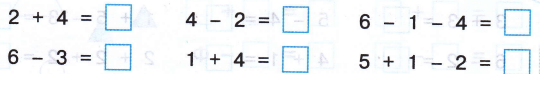 2 + 4 = □ 4 − 2 = □ 6 − 1 − 4 = □
6 − 3 = □ 1 + 4 = □ 5 + 1 − 2 = □